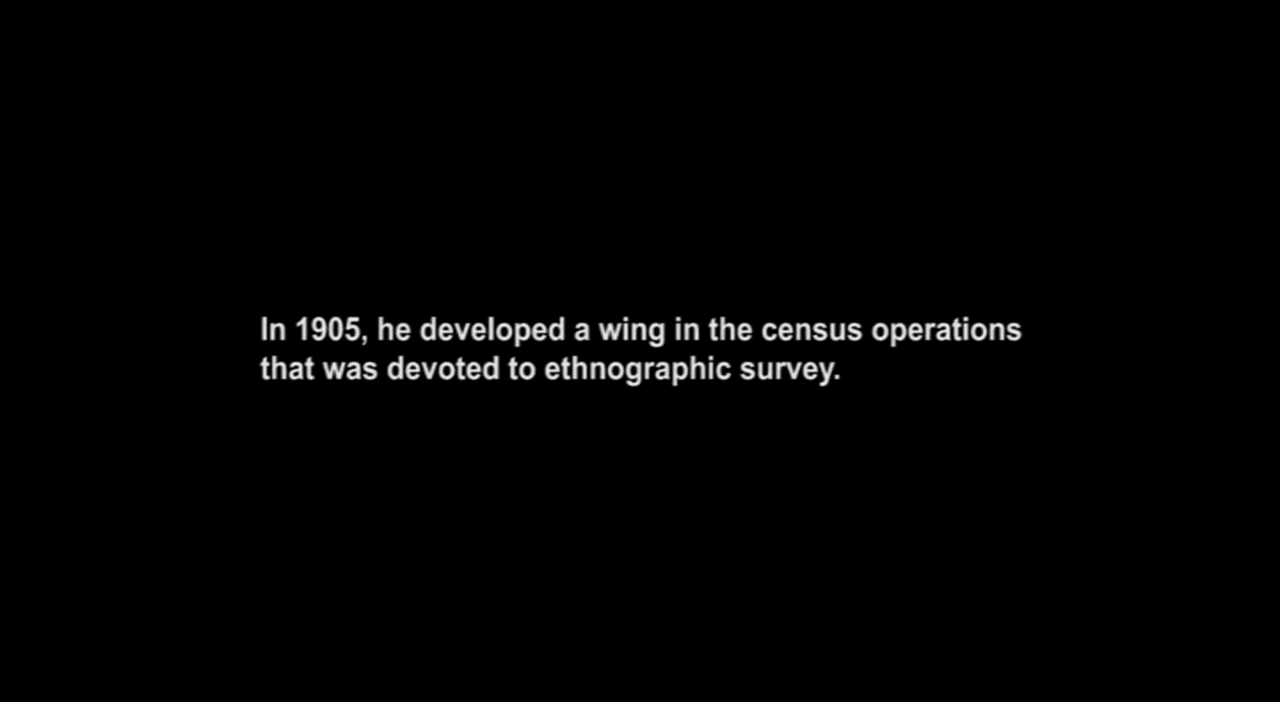 In 1905, he developed a wing in the census operations
that was devoted to ethnographic survey.